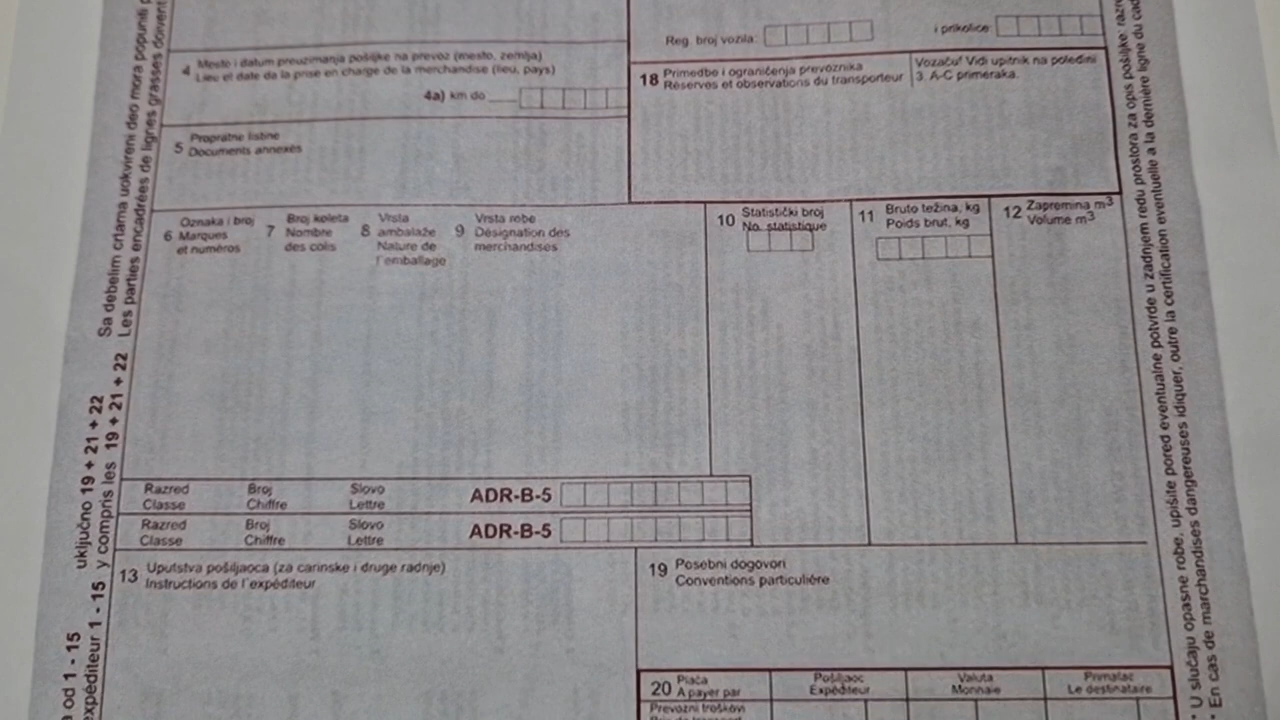 Reg. broj vozila:
i prikolice:
4 Mesto i datum preuzimanja pošiljke na prevoz (mesto, zemlja)
Lieu et date da la prise en charge de la merchandise (lieu, pays)
4a) km do
18 Primedbe i ograničenja prevoznika
Réserves et observations du transporteur
Vozaču! Vidi upitnik na poleđini
3. A-C primeraka.
5 Propratne listine
Documents annexés
6 Oznaka i broj
Marques
et numéros
7 Broj koleta
Nombre
des colis
8 Vrsta
ambalaže
Nature de
l'emballage
9 Vrsta robe
Désignation des
merchandises
10 Statistički broj
No. statistique
11 Bruto težina, kg
Poids brut, kg
12 Zapremina m³
Volume m³
Razred Broj Slovo ADR-B-5
Classe Chiffre Lettre
Razred Broj Slovo ADR-B-5
Classe Chiffre Lettre
13 Uputstva pošiljaoca (za carinske i druge radnje)
Instructions de l'expéditeur
19 Posebni dogovori
Conventions particulière
20 Plaća
A payer par
Pošiljaoc
Expéditeur
Valuta
Monnaie
Primalac
Le destinataire
Prevozni troškovi
Sa debelim crtama uokvireni deo mora popuniti
Les parties encadrées de lignes grasses doivent
uključno 19 + 21 + 22
y compris les 19 + 21 + 22
od 1 - 15
expéditeur 1 - 15
U slučaju opasne robe, upišite pored eventualne potvrde u zadnjem redu prostora za opis pošiljke:
En cas de marchandises dangereuses idiquer, outre la certification eventuelle a la dernière ligne du